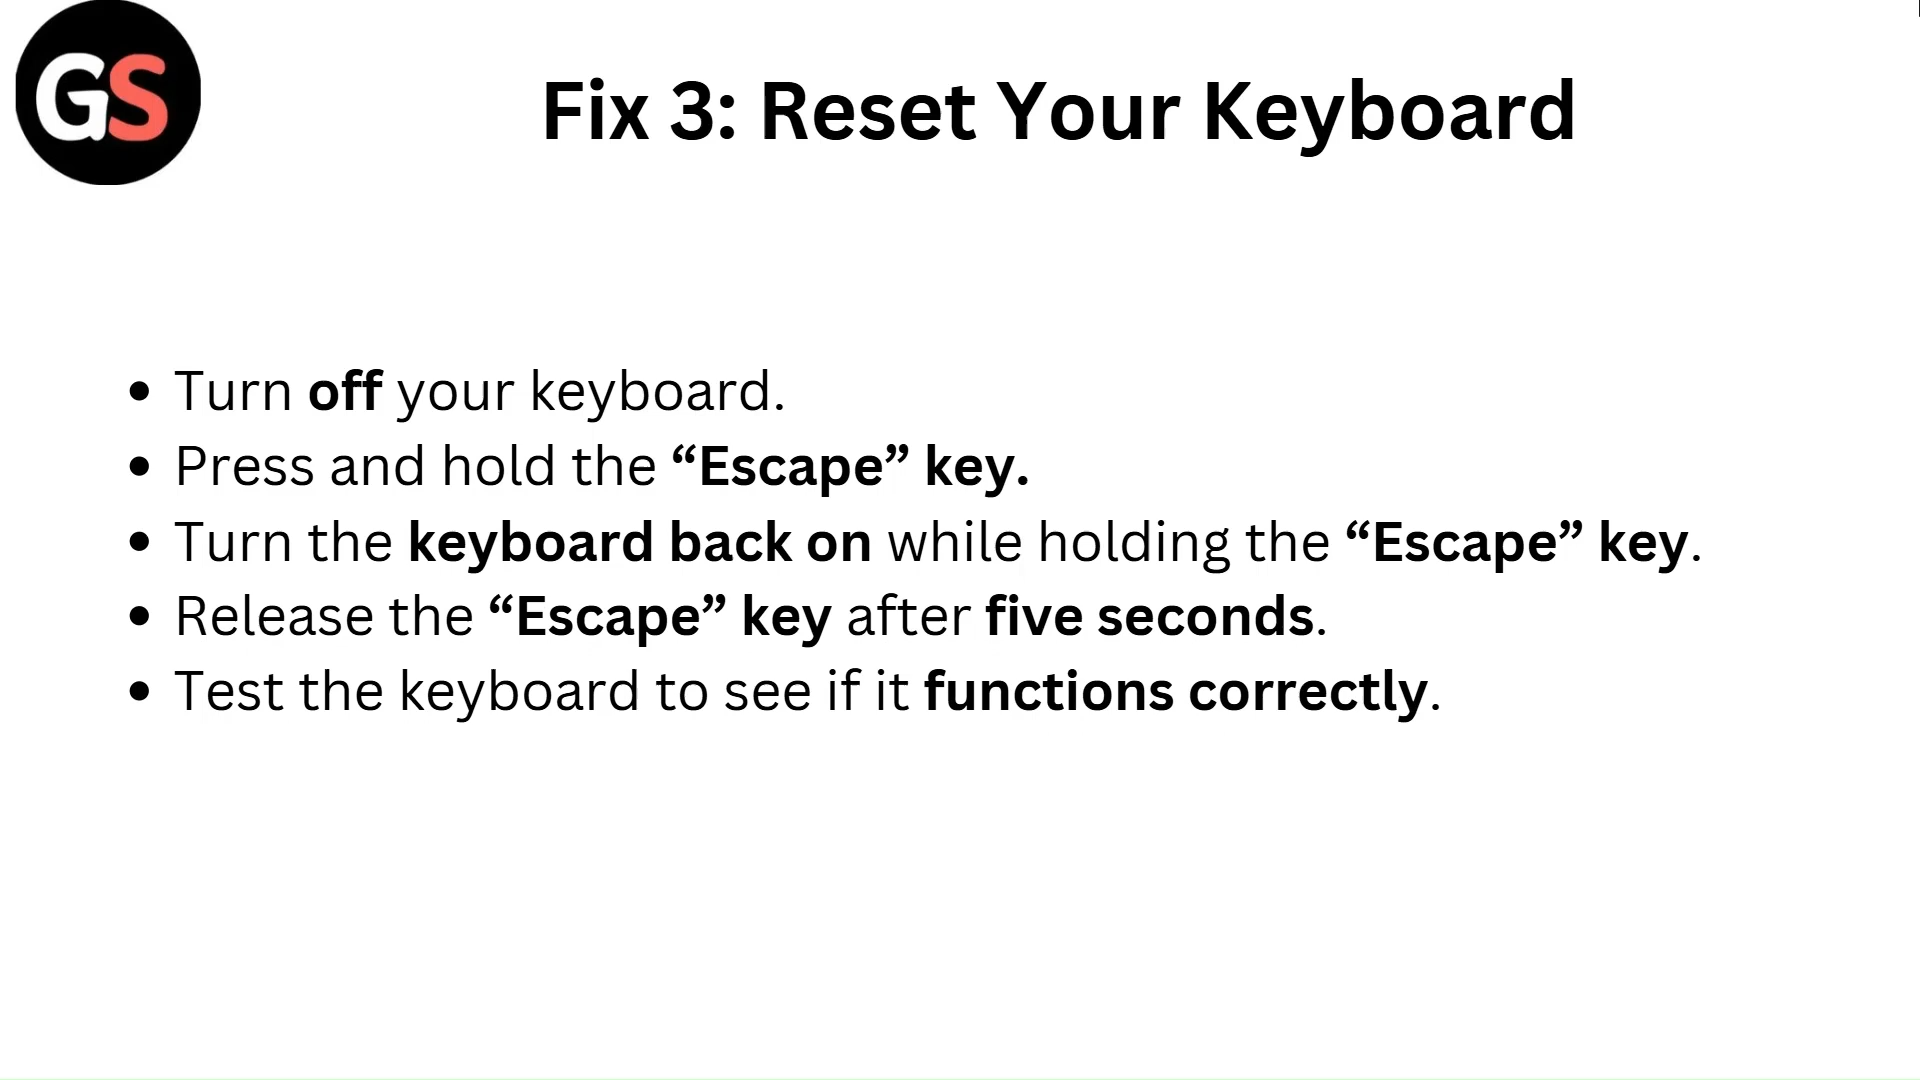 GS
Fix 3: Reset Your Keyboard
• Turn off your keyboard.
• Press and hold the “Escape” key.
• Turn the keyboard back on while holding the “Escape” key.
• Release the “Escape” key after five seconds.
• Test the keyboard to see if it functions correctly.